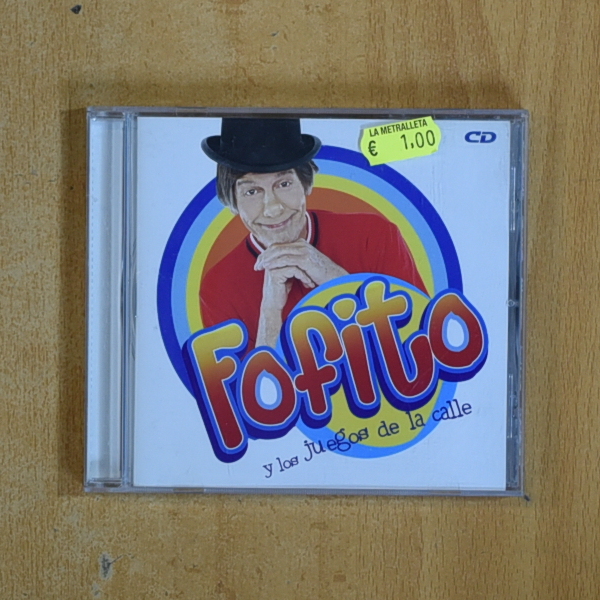 LA METRALLETA
€ 1,00
CD
Fofito
y los juegos de la calle